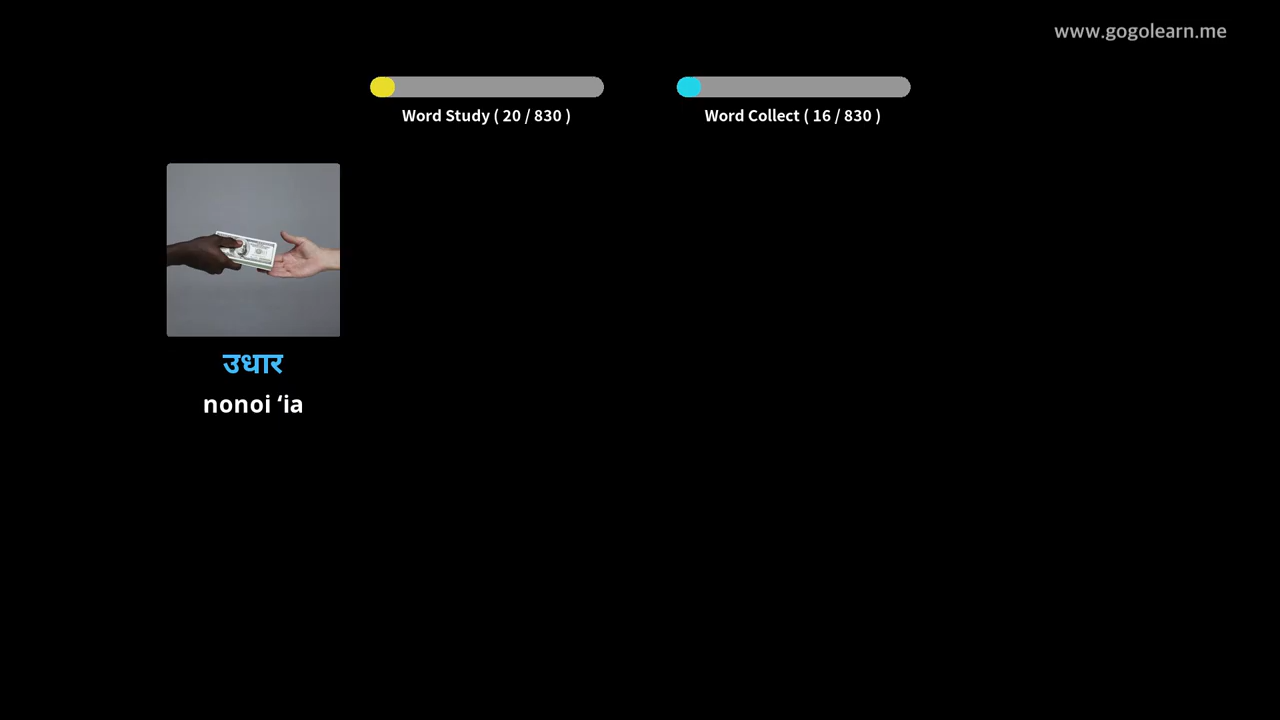 www.gogolearn.me
Word Study ( 20 / 830 )
Word Collect ( 16 / 830 )
उधार
nonoi ‘ia